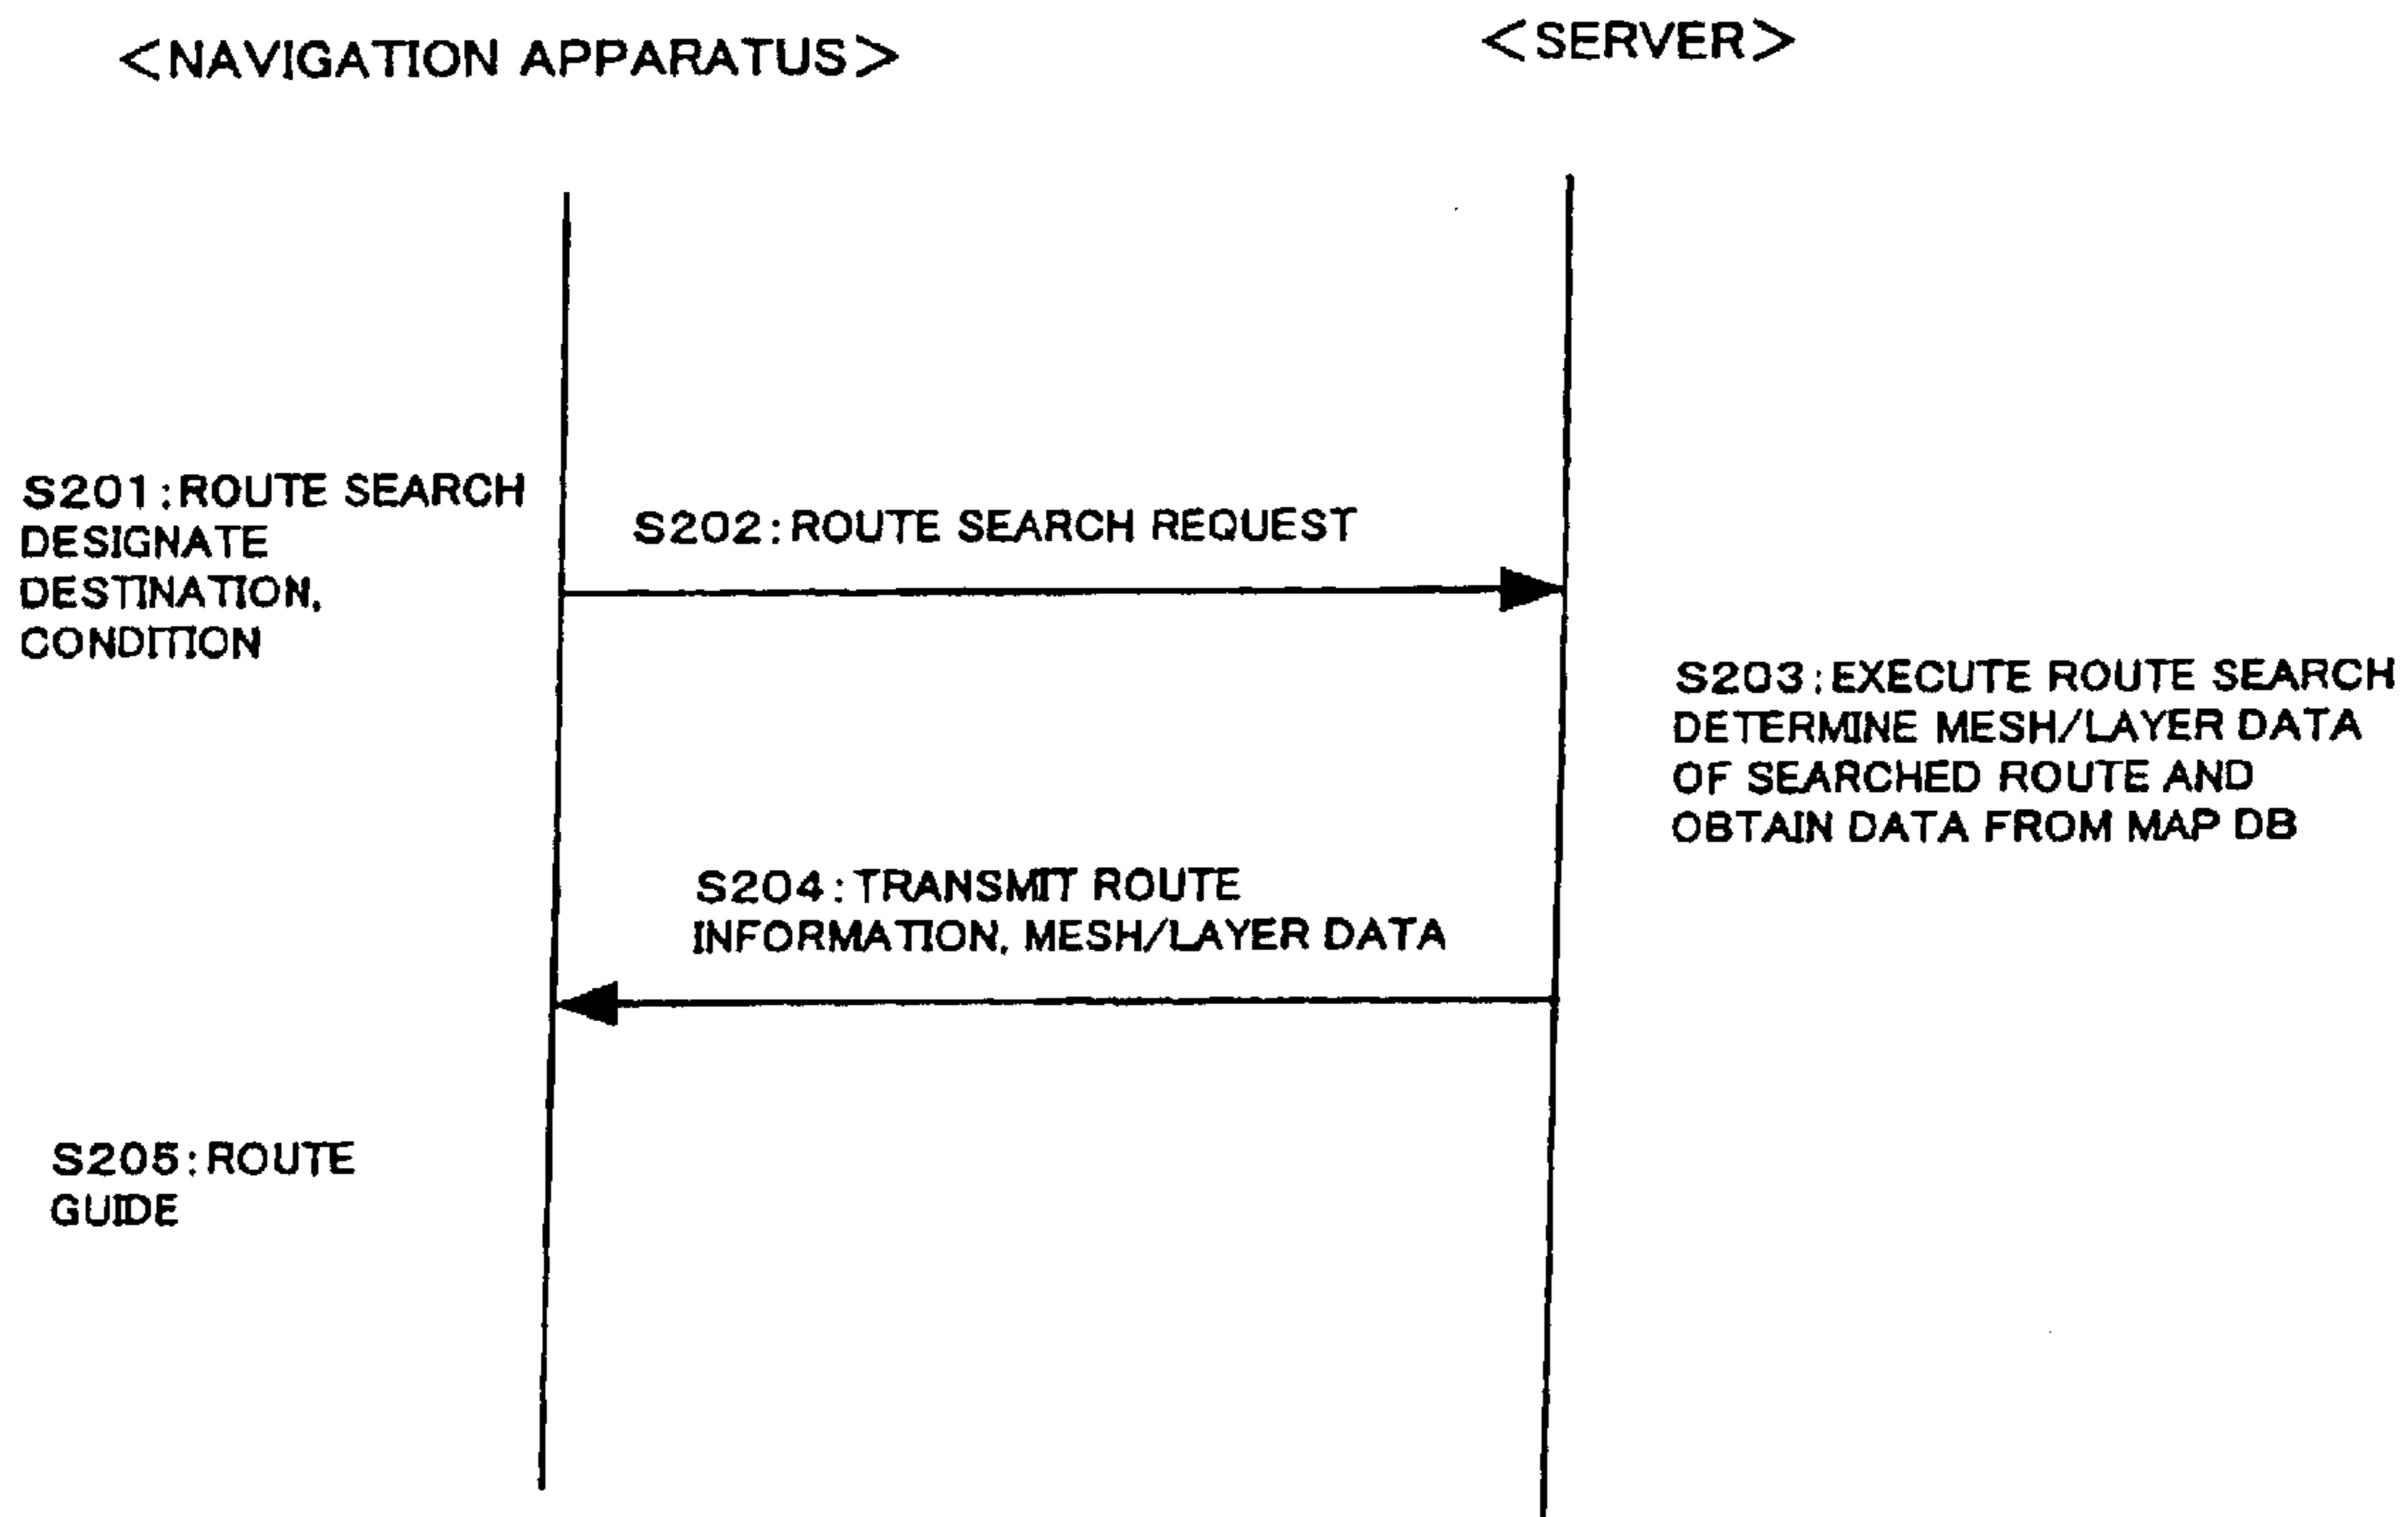 <NAVIGATION APPARATUS>
<SERVER>
S201:ROUTE SEARCH
DESIGNATE
DESTINATION,
CONDITION
S202:ROUTE SEARCH REQUEST
S203:EXECUTE ROUTE SEARCH
DETERMINE MESH/LAYER DATA
OF SEARCHED ROUTE AND
OBTAIN DATA FROM MAP DB
S204:TRANSMIT ROUTE
INFORMATION, MESH/LAYER DATA
S205:ROUTE
GUIDE